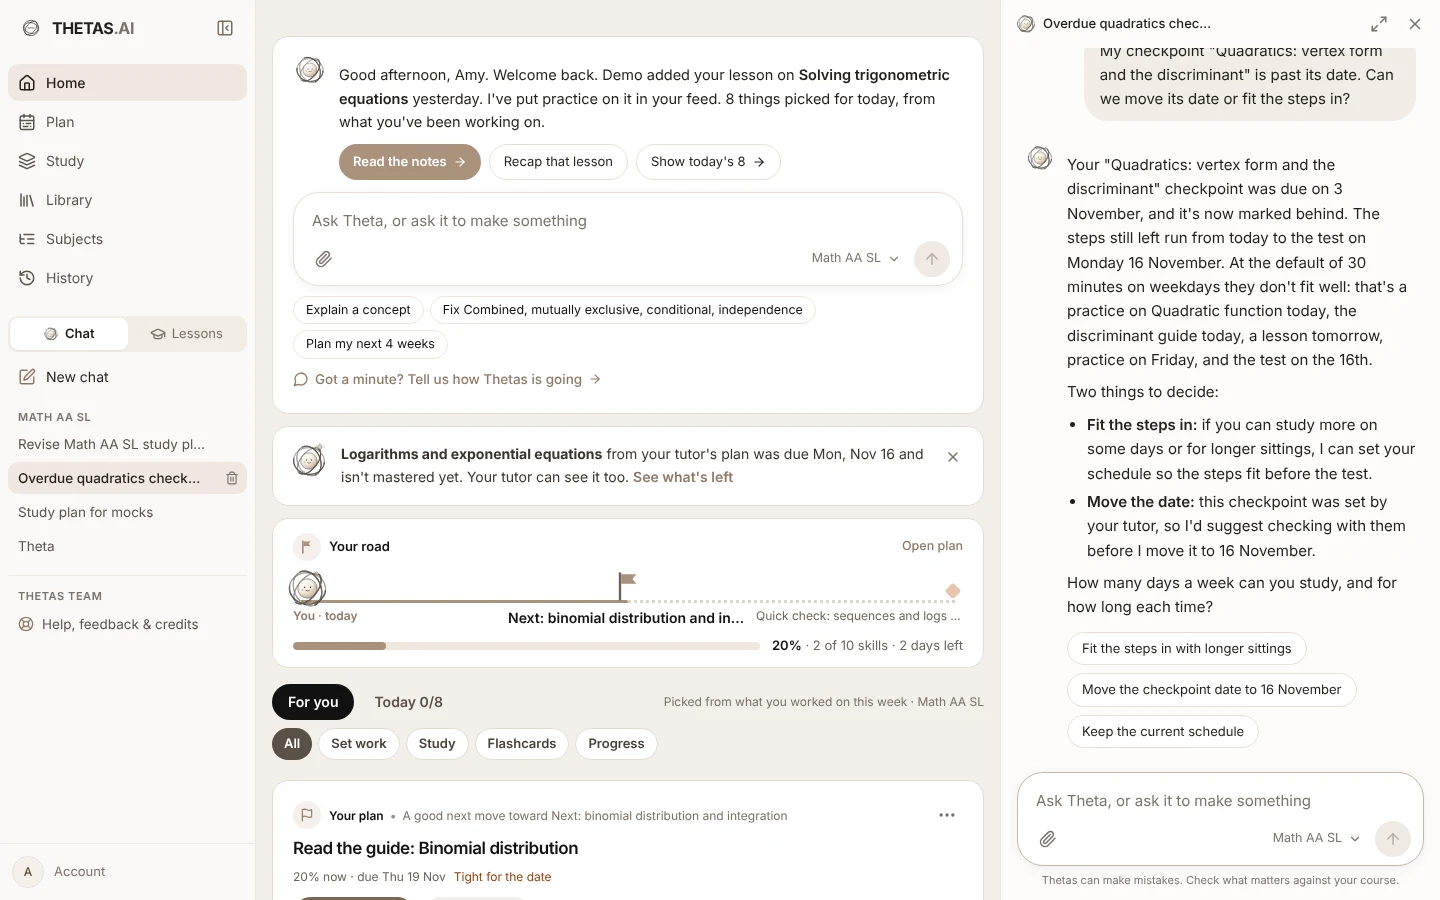 THETAS.AI
Home
Plan
Study
Library
Subjects
History
Chat
Lessons
New chat
MATH AA SL
Revise Math AA SL study pl...
Overdue quadratics check...
Study plan for mocks
Theta
THETAS TEAM
Help, feedback & credits
A
Account
Good afternoon, Amy. Welcome back. Demo added your lesson on Solving trigonometric
equations yesterday. I've put practice on it in your feed. 8 things picked for today, from
what you've been working on.
Read the notes →
Recap that lesson
Show today's 8 →
Ask Theta, or ask it to make something
Math AA SL
Explain a concept
Fix Combined, mutually exclusive, conditional, independence
Plan my next 4 weeks
Got a minute? Tell us how Thetas is going →
Logarithms and exponential equations from your tutor's plan was due Mon, Nov 16 and
isn't mastered yet. Your tutor can see it too. See what's left
Your road
Open plan
You · today
Next: binomial distribution and in...
Quick check: sequences and logs ...
20% · 2 of 10 skills · 2 days left
For you
Today 0/8
Picked from what you worked on this week · Math AA SL
All
Set work
Study
Flashcards
Progress
Your plan • A good next move toward Next: binomial distribution and integration
Read the guide: Binomial distribution
20% now · due Thu 19 Nov Tight for the date
Overdue quadratics chec...
My checkpoint "Quadratics: vertex form
and the discriminant" is past its date. Can
we move its date or fit the steps in?
Your "Quadratics: vertex form and the
discriminant" checkpoint was due on 3
November, and it's now marked behind. The
steps still left run from today to the test on
Monday 16 November. At the default of 30
minutes on weekdays they don't fit well: that's a
practice on Quadratic function today, the
discriminant guide today, a lesson tomorrow,
practice on Friday, and the test on the 16th.
Two things to decide:
• Fit the steps in: if you can study more on
some days or for longer sittings, I can set your
schedule so the steps fit before the test.
• Move the date: this checkpoint was set by
your tutor, so I'd suggest checking with them
before I move it to 16 November.
How many days a week can you study, and for
how long each time?
Fit the steps in with longer sittings
Move the checkpoint date to 16 November
Keep the current schedule
Ask Theta, or ask it to make something
Math AA SL
Thetas can make mistakes. Check what matters against your course.